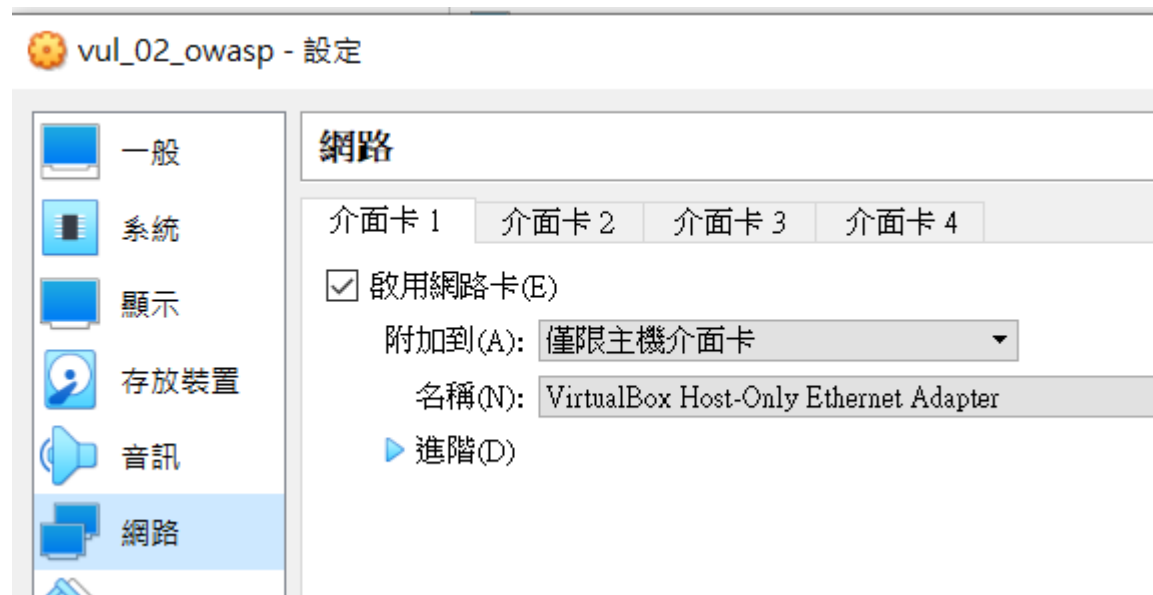 vul_02_owasp - 設定
一般
系統
顯示
存放裝置
音訊
網路
網路
介面卡 1
介面卡 2
介面卡 3
介面卡 4
啟用網路卡(E)
附加到(A): 僅限主機介面卡
名稱(N): VirtualBox Host-Only Ethernet Adapter
進階(D)